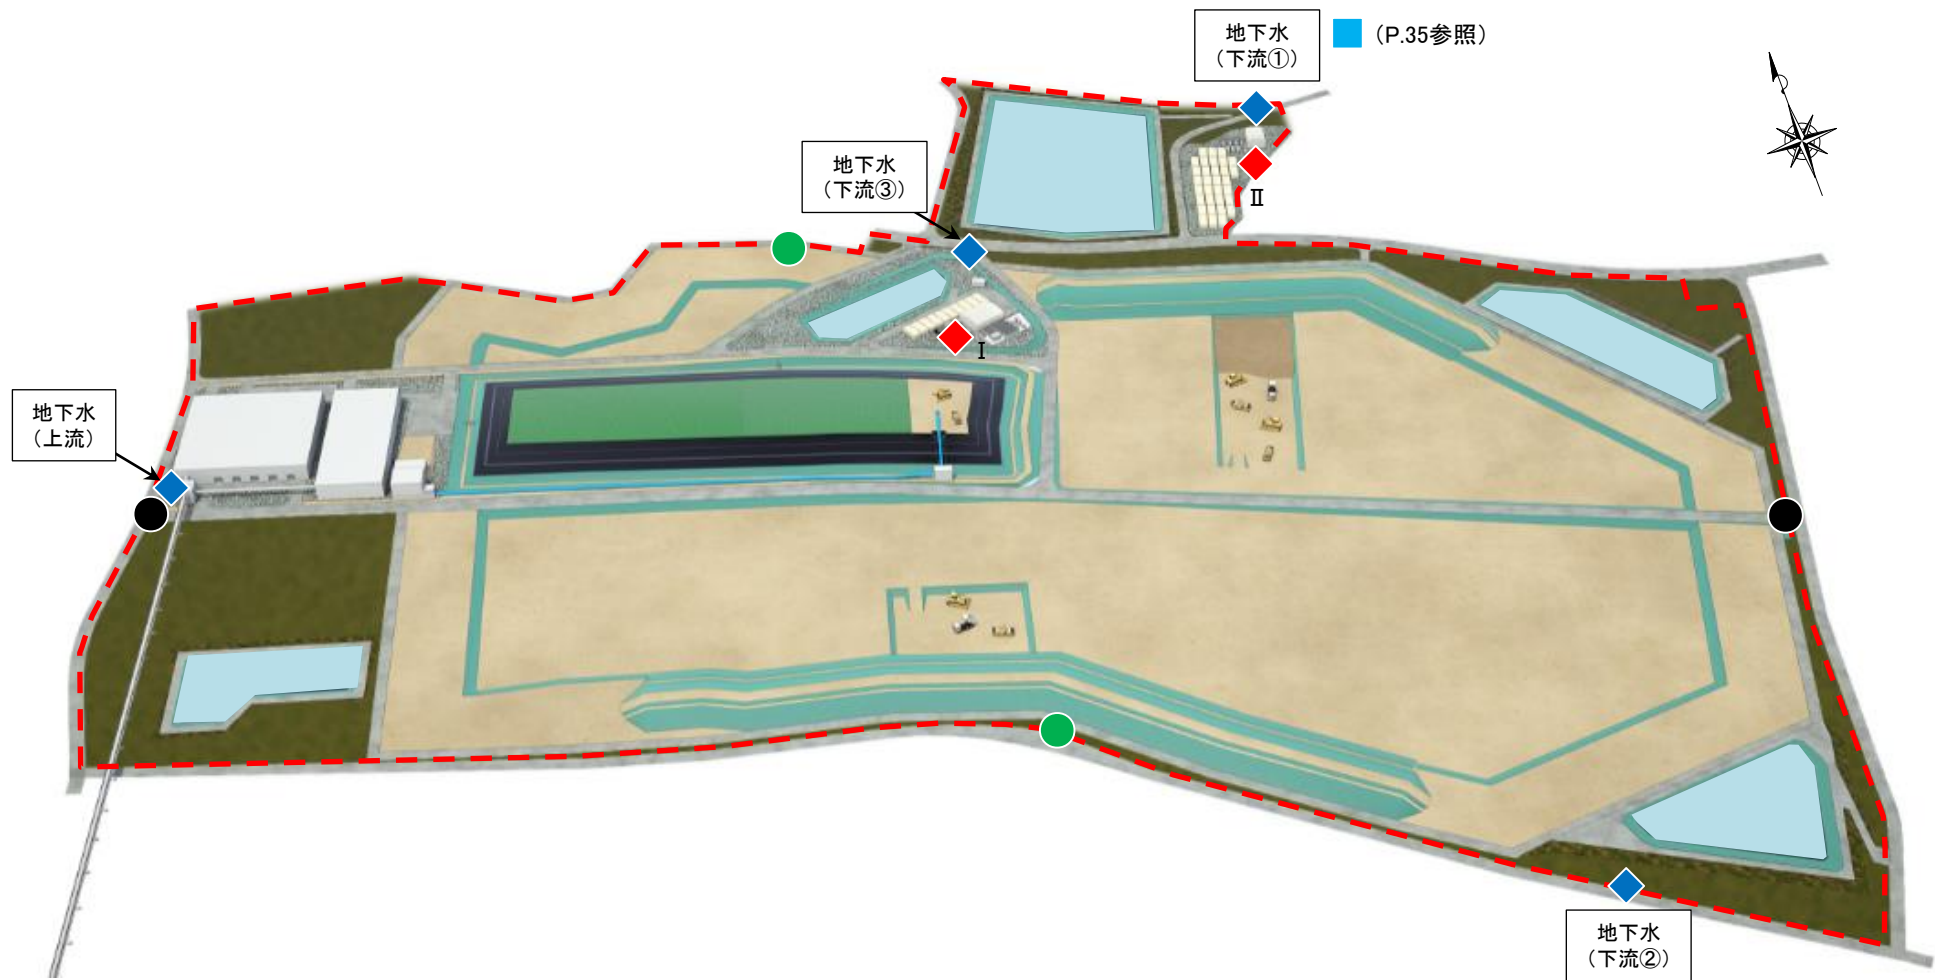 地下水
（下流①）
（P.35参照）
地下水
（下流③）
Ⅱ
Ⅰ
地下水
（上流）
地下水
（下流②）